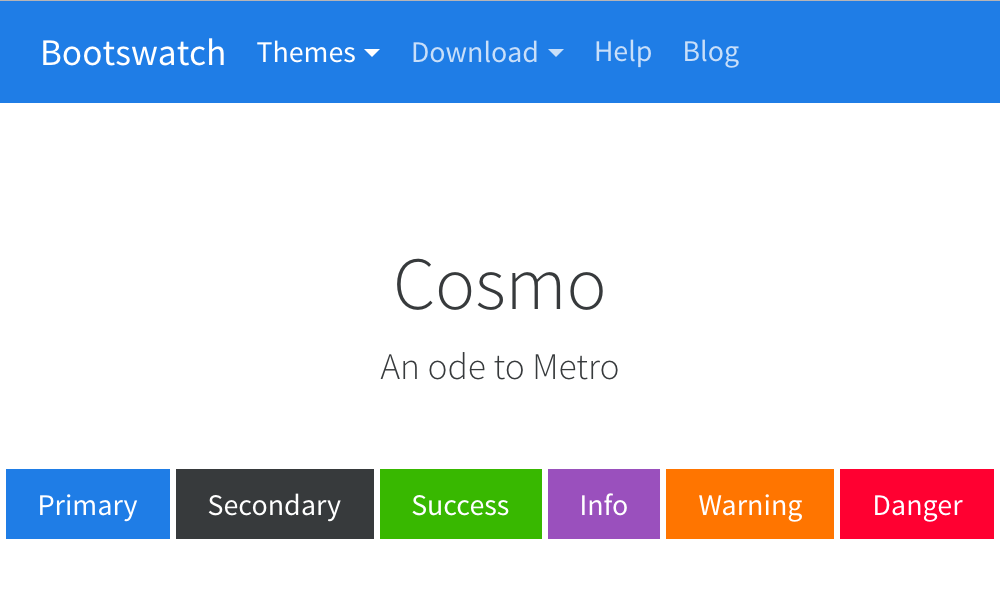 Bootswatch Themes Download Help Blog
Cosmo
An ode to Metro
Primary Secondary Success Info Warning Danger